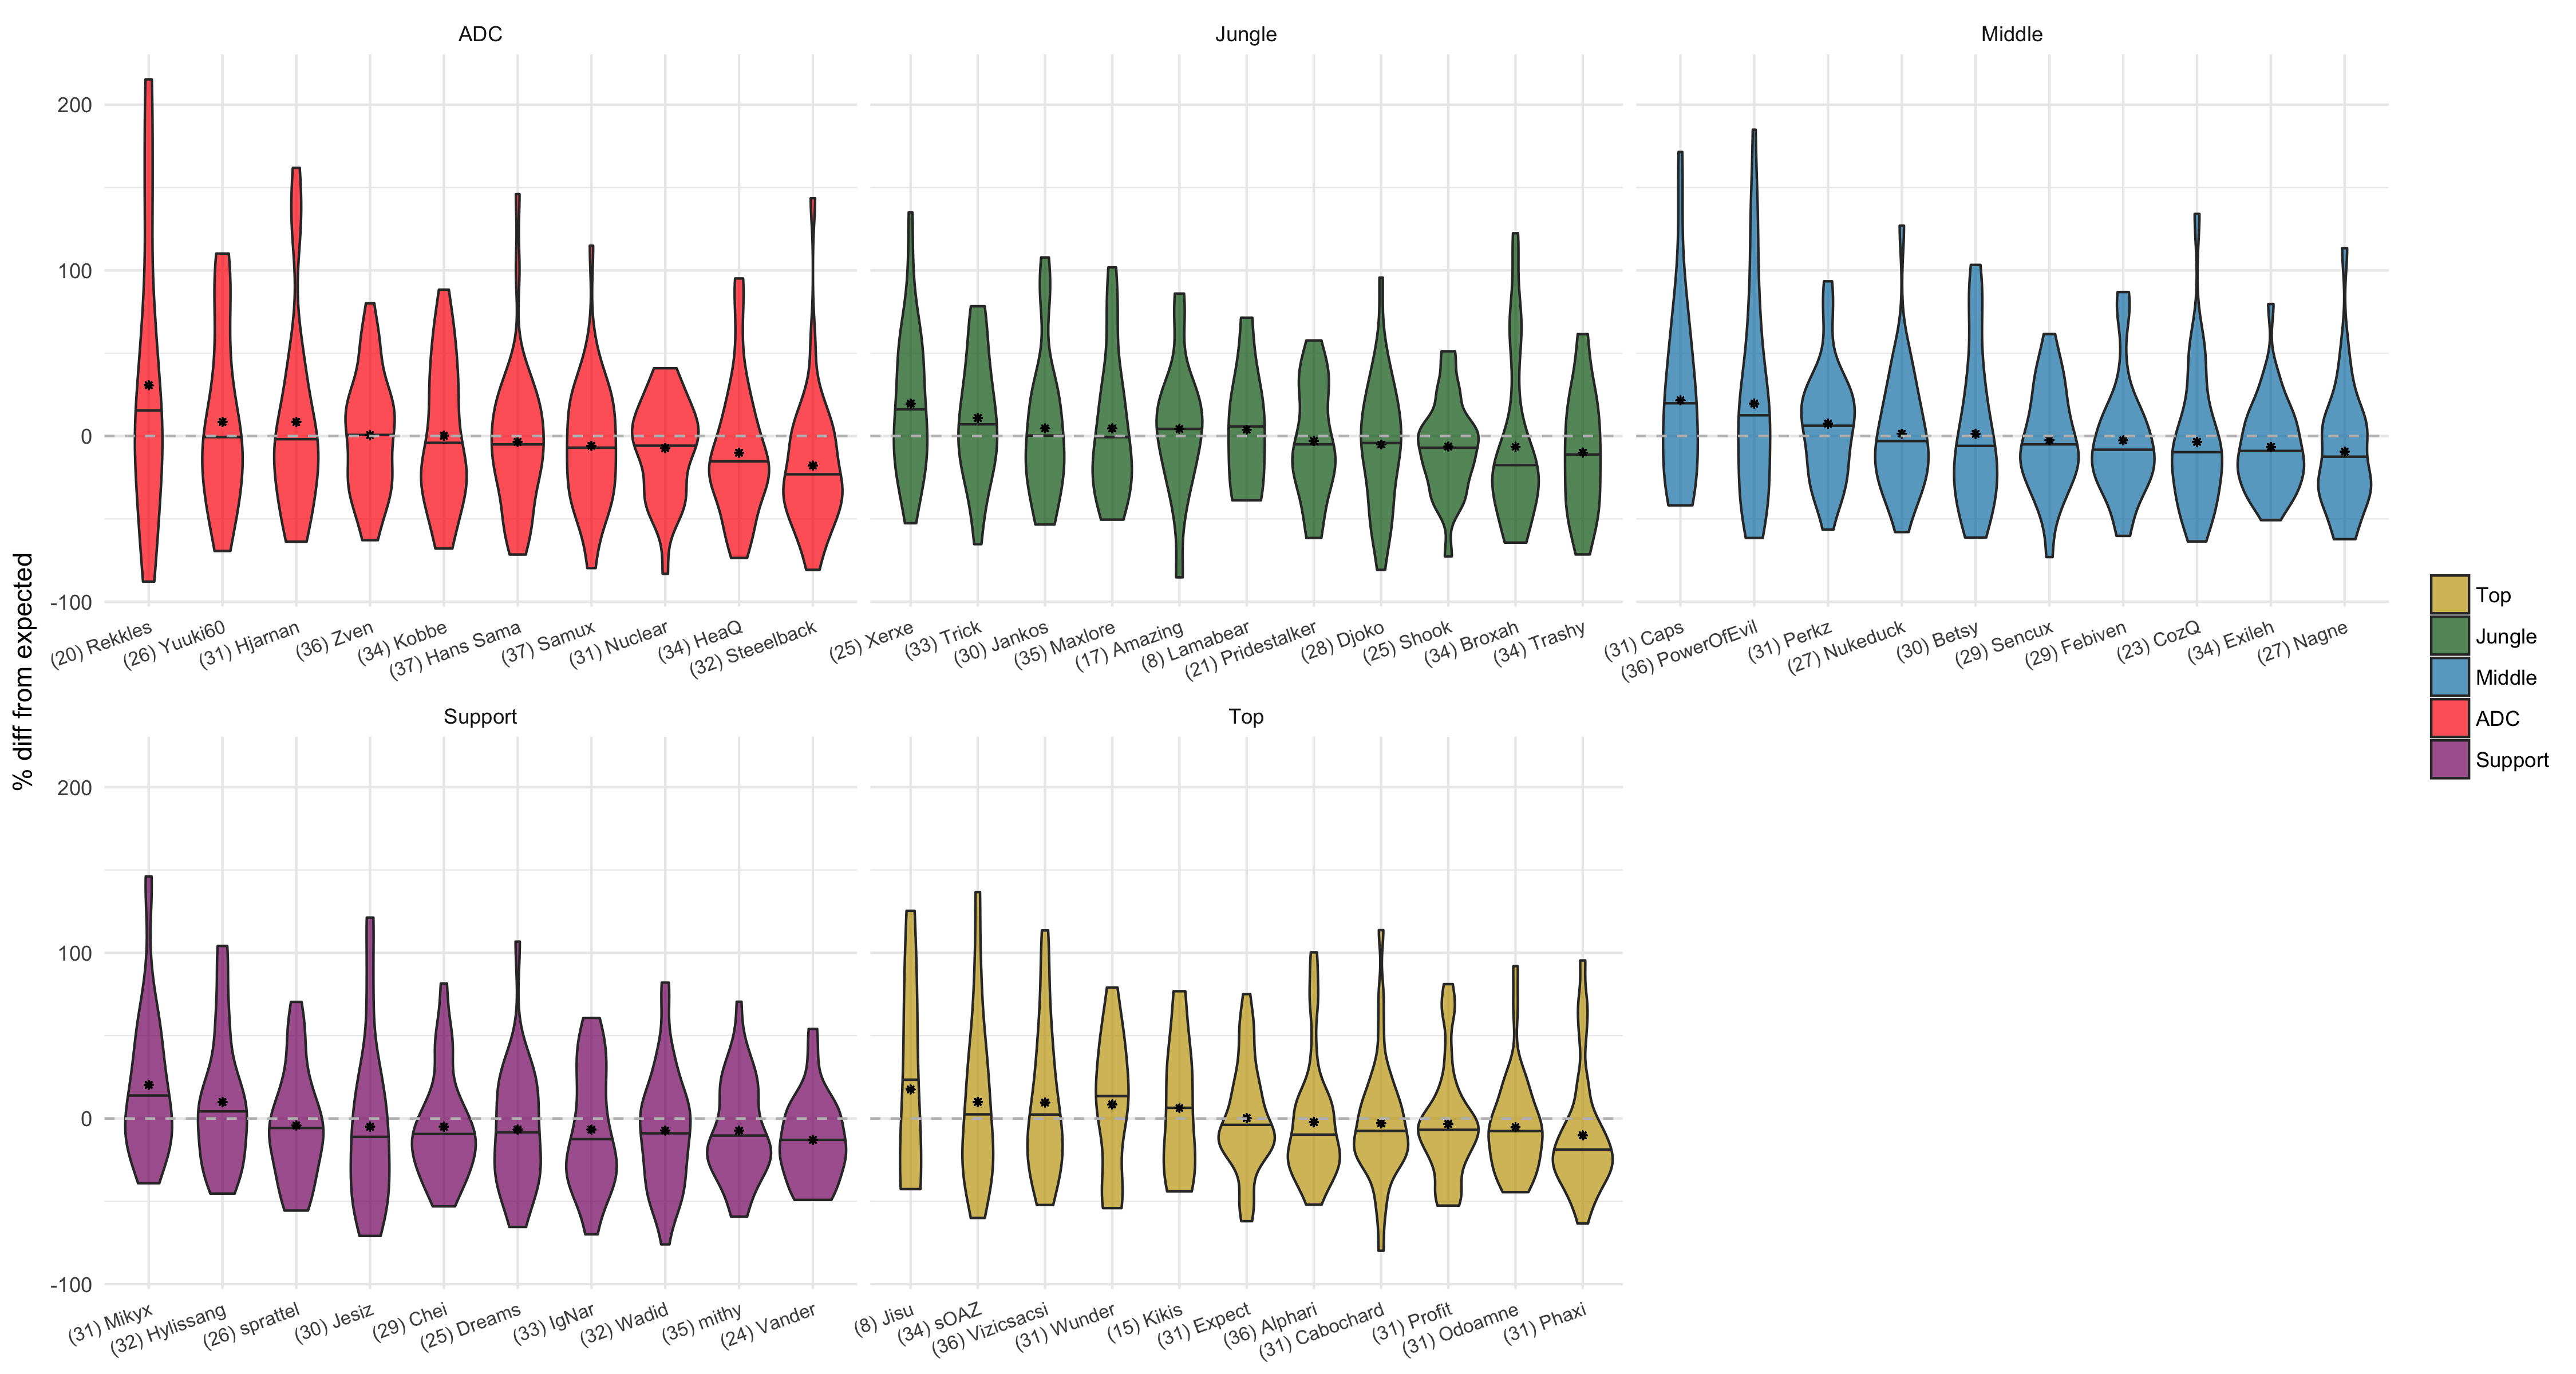 ADC
Jungle
Middle
% diff from expected
200
100
0
-100
(20) Rekkles
(26) Yuuki60
(31) Hjarnan
(36) Zven
(34) Kobbe
(37) Hans Sama
(37) Samux
(31) Nuclear
(34) HeaQ
(32) Steeelback
(25) Xerxe
(33) Trick
(30) Jankos
(35) Maxlore
(17) Amazing
(8) Lamabear
(21) Pridestalker
(28) Djoko
(25) Shook
(34) Broxah
(34) Trashy
(31) Caps
(36) PowerOfEvil
(31) Perkz
(27) Nukeduck
(30) Betsy
(29) Sencux
(29) Febiven
(23) CozQ
(34) Exileh
(27) Nagne
Top
Jungle
Middle
ADC
Support
Support
Top
200
100
0
-100
(31) Mikyx
(32) Hylissang
(26) sprattel
(30) Jesiz
(29) Chei
(25) Dreams
(33) IgNar
(32) Wadid
(35) mithy
(24) Vander
(8) Jisu
(34) sOAZ
(36) Vizicsacsi
(31) Wunder
(15) Kikis
(31) Expect
(36) Alphari
(31) Cabochard
(31) Profit
(31) Odoamne
(31) Phaxi